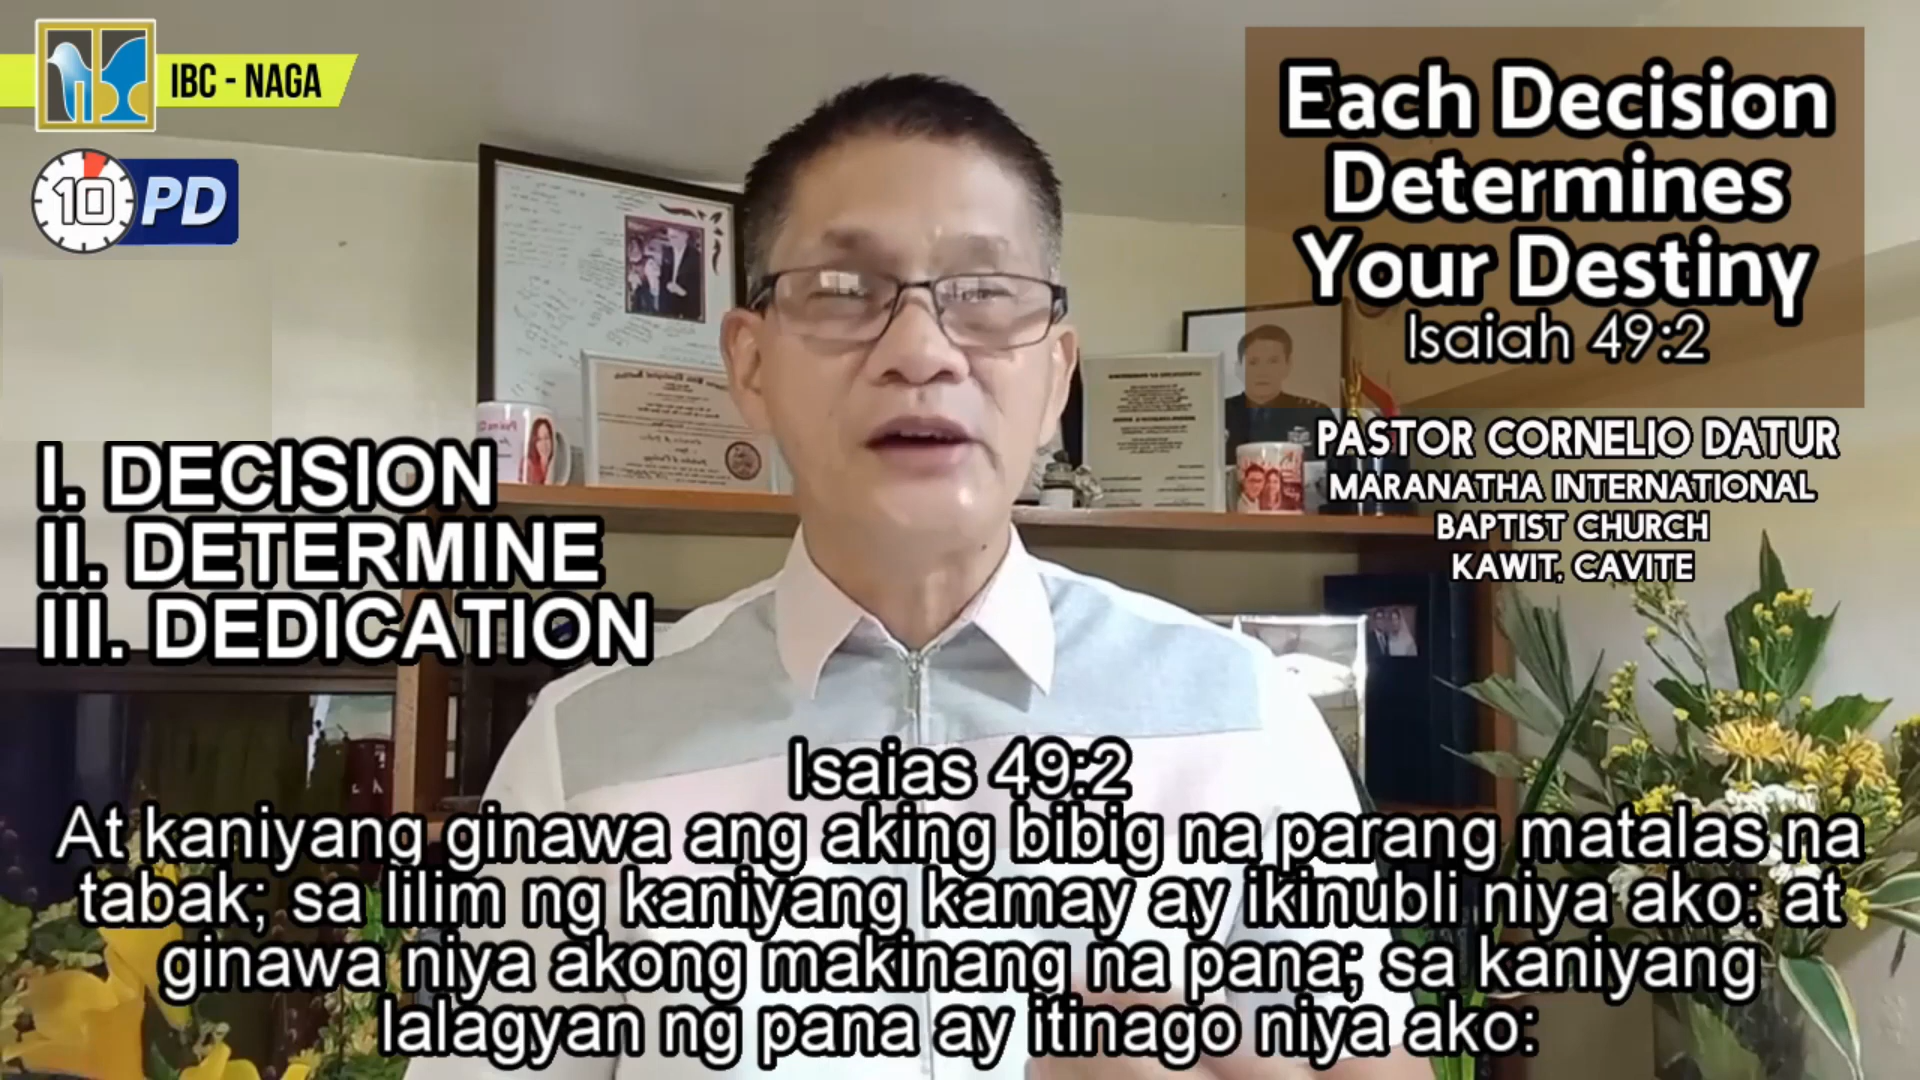 IBC - NAGA
10 PD
Each Decision
Determines
Your Destiny
Isaiah 49:2
PASTOR CORNELIO DATUR
MARANATHA INTERNATIONAL
BAPTIST CHURCH
KAWIT, CAVITE
I. DECISION
II. DETERMINE
III. DEDICATION
Isaias 49:2
At kaniyang ginawa ang aking bibig na parang matalas na
tabak; sa lilim ng kaniyang kamay ay ikinubli niya ako: at
ginawa niya akong makinang na pana; sa kaniyang
lalagyan ng pana ay itinago niya ako: